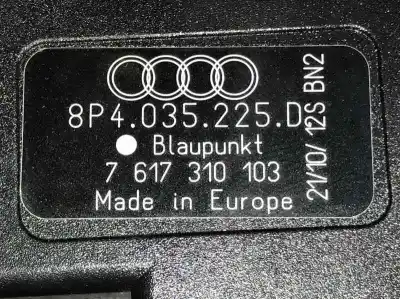 8P4.035.225.D
Blaupunkt
7 617 310 103
Made in Europe
21/10/ 12S BN2